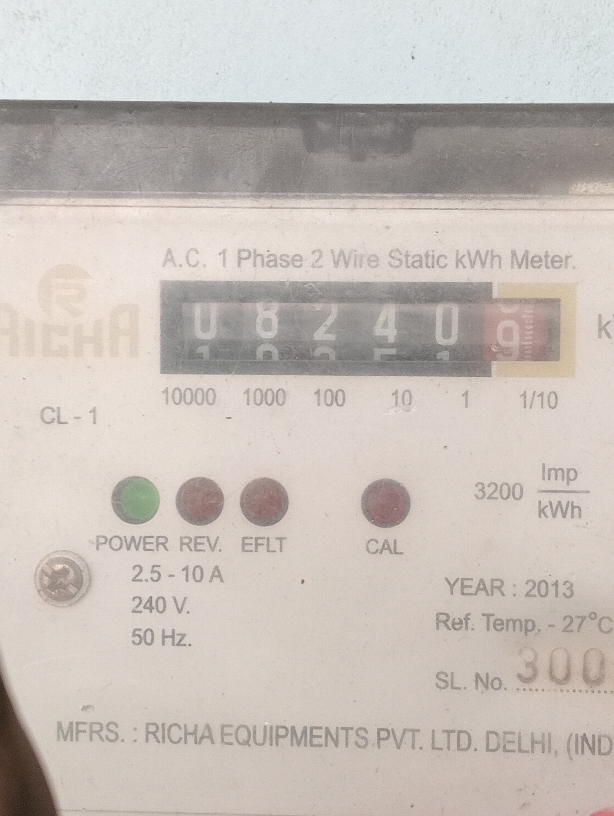 A.C. 1 Phase 2 Wire Static kWh Meter.
RICHA
0 8 2 4 0 9
10000 1000 100 10 1 1/10
CL - 1
3200 Imp
kWh
POWER REV. EFLT CAL
2.5 - 10 A
240 V.
50 Hz.
YEAR : 2013
Ref. Temp. - 27°C
SL. No. 300
MFRS. : RICHA EQUIPMENTS PVT. LTD. DELHI, (IND